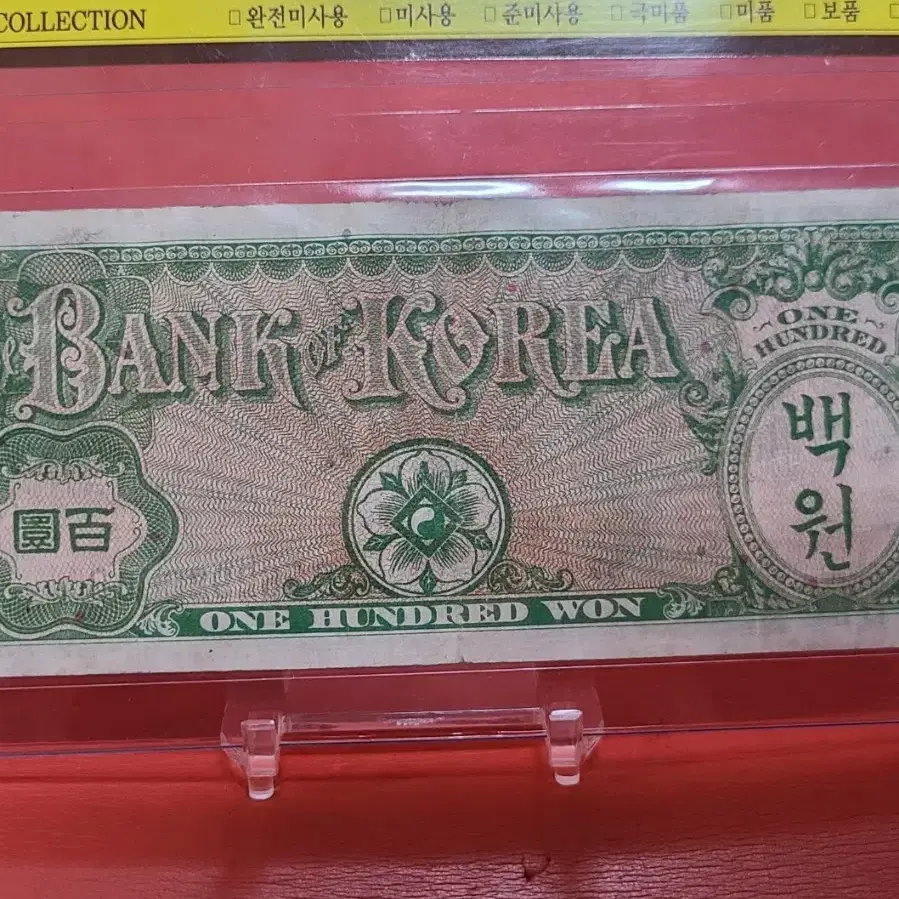 COLLECTION □ 완전미사용 □ 미사용 □ 준미사용 □ 극미품 □ 미품 □ 보품 □
BANK OF KOREA
ONE
HUNDRED
圜百
백
원
ONE HUNDRED WON